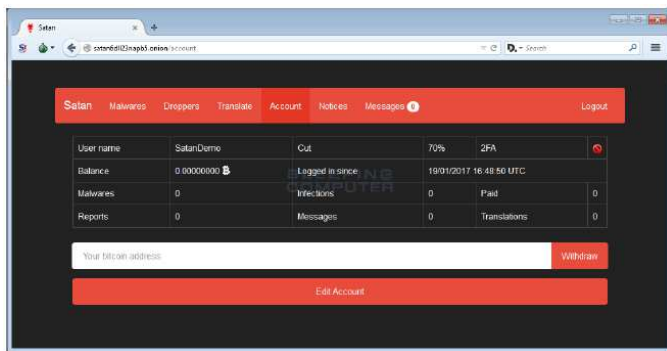 Satan
satan6dll23napb5.onion/account
Search
Satan Malwares Droppers Translate Account Notices Messages 0 Logout
User name SatanDemo Cut 70% 2FA
Balance 0.00000000 Logged in since 19/01/2017 16:48:50 UTC
BLEEPING
COMPUTER
Malwares 0 Infections 0 Paid 0
Reports 0 Messages 0 Translations 0
Your bitcoin address Withdraw
Edit Account